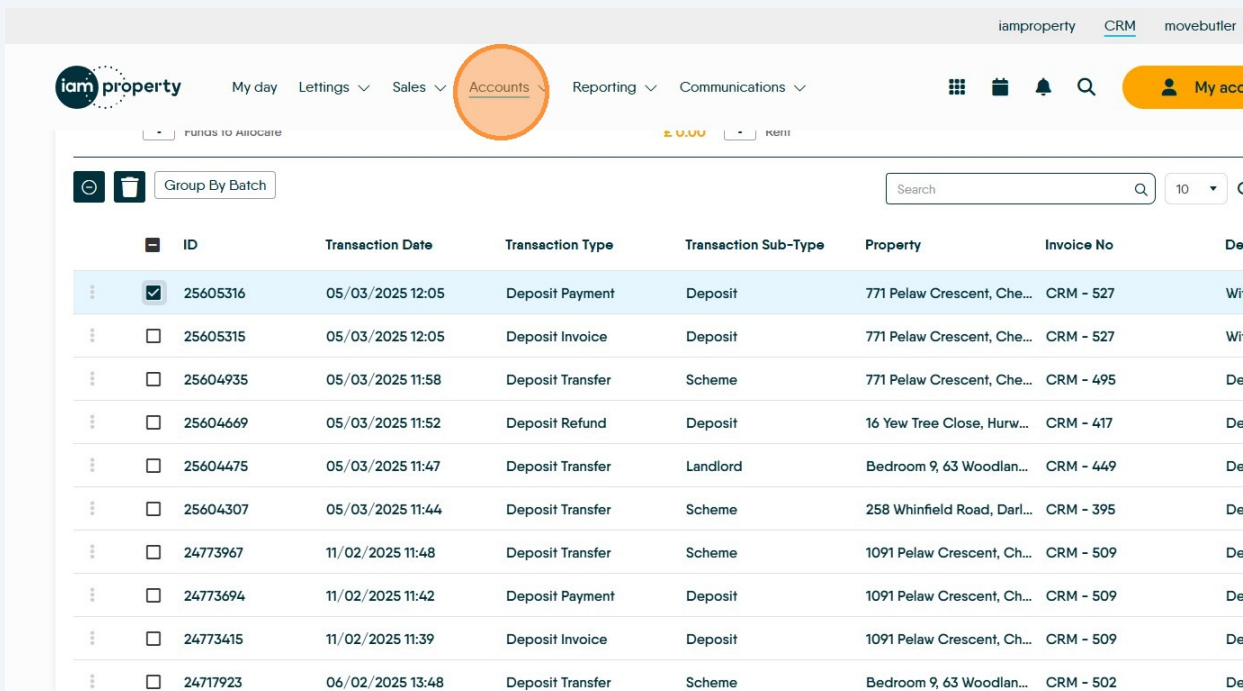 iamproperty CRM movebutler
iam property My day Lettings Sales Accounts Reporting Communications My acc
Funds to Allocate £ 0.00 Rent
Group By Batch Search 10
ID Transaction Date Transaction Type Transaction Sub-Type Property Invoice No De
25605316 05/03/2025 12:05 Deposit Payment Deposit 771 Pelaw Crescent, Che... CRM - 527 Wi
25605315 05/03/2025 12:05 Deposit Invoice Deposit 771 Pelaw Crescent, Che... CRM - 527 Wi
25604935 05/03/2025 11:58 Deposit Transfer Scheme 771 Pelaw Crescent, Che... CRM - 495 De
25604669 05/03/2025 11:52 Deposit Refund Deposit 16 Yew Tree Close, Hurw... CRM - 417 De
25604475 05/03/2025 11:47 Deposit Transfer Landlord Bedroom 9, 63 Woodlan... CRM - 449 De
25604307 05/03/2025 11:44 Deposit Transfer Scheme 258 Whinfield Road, Darl... CRM - 395 De
24773967 11/02/2025 11:48 Deposit Transfer Scheme 1091 Pelaw Crescent, Ch... CRM - 509 De
24773694 11/02/2025 11:42 Deposit Payment Deposit 1091 Pelaw Crescent, Ch... CRM - 509 De
24773415 11/02/2025 11:39 Deposit Invoice Deposit 1091 Pelaw Crescent, Ch... CRM - 509 De
24717923 06/02/2025 13:48 Deposit Transfer Scheme Bedroom 9, 63 Woodlan... CRM - 502 De